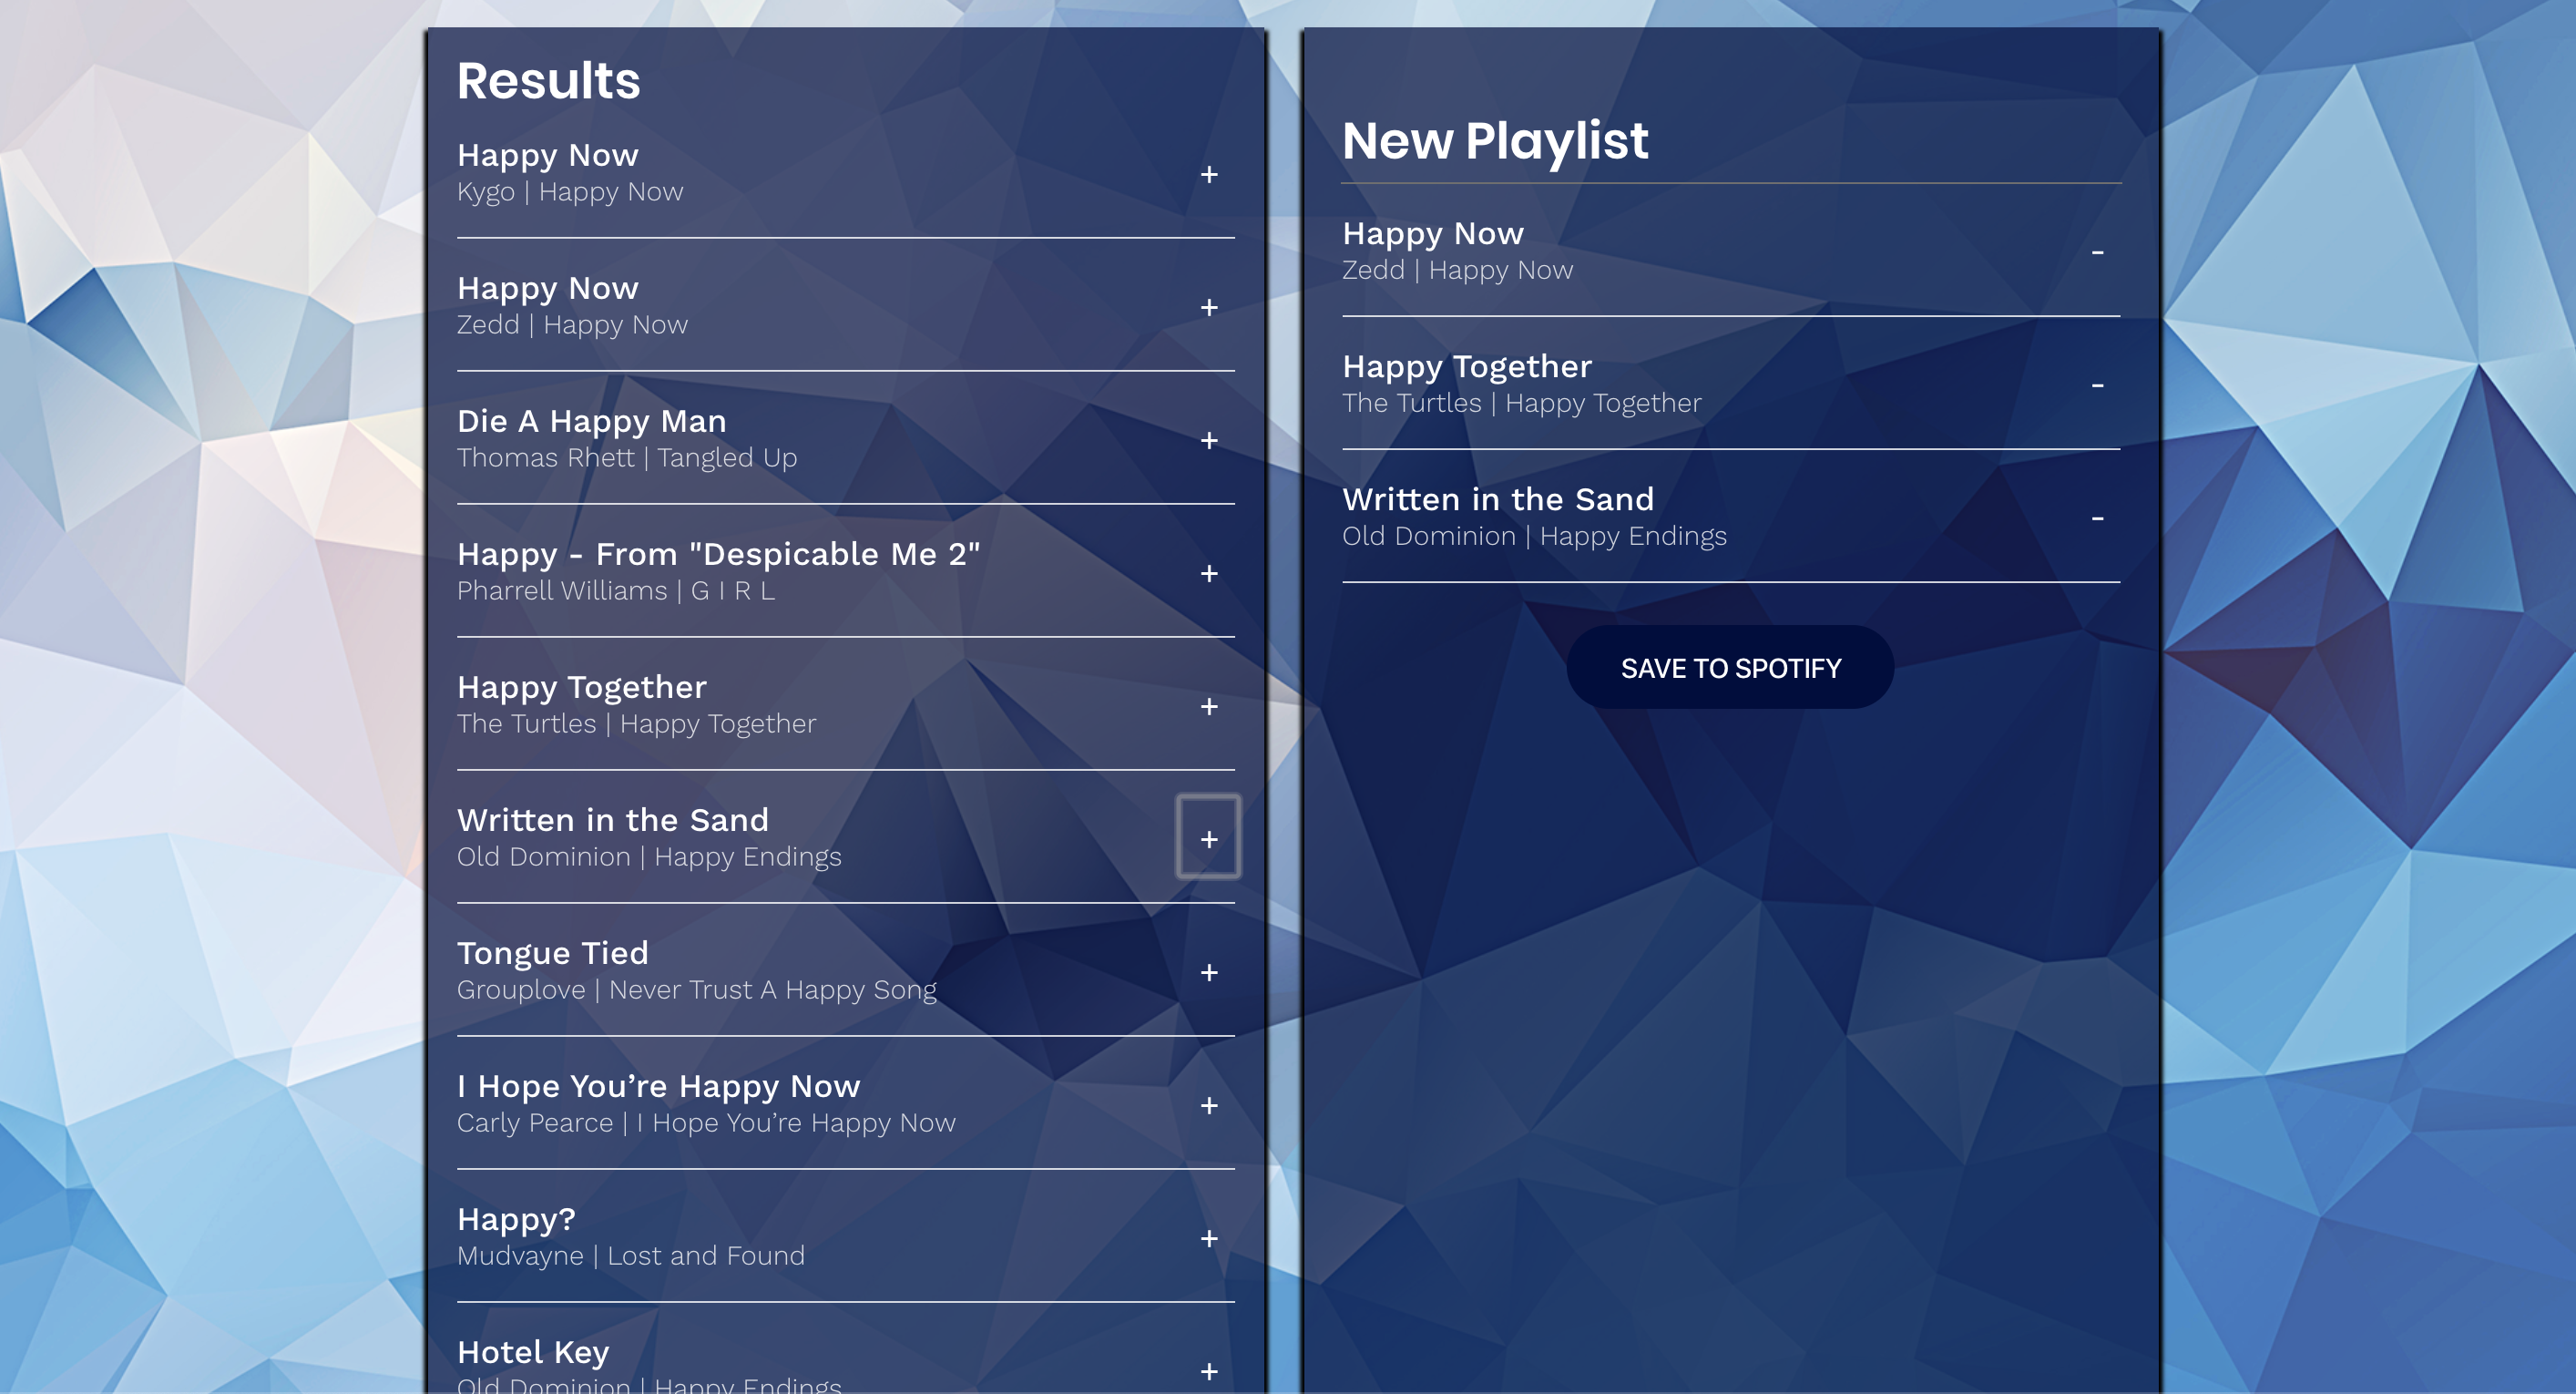 Results
Happy Now
Kygo | Happy Now
+
Happy Now
Zedd | Happy Now
+
Die A Happy Man
Thomas Rhett | Tangled Up
+
Happy - From "Despicable Me 2"
Pharrell Williams | G I R L
+
Happy Together
The Turtles | Happy Together
+
Written in the Sand
Old Dominion | Happy Endings
+
Tongue Tied
Grouplove | Never Trust A Happy Song
+
I Hope You’re Happy Now
Carly Pearce | I Hope You’re Happy Now
+
Happy?
Mudvayne | Lost and Found
+
Hotel Key
Old Dominion | Happy Endings
+
New Playlist
Happy Now
Zedd | Happy Now
-
Happy Together
The Turtles | Happy Together
-
Written in the Sand
Old Dominion | Happy Endings
-
SAVE TO SPOTIFY